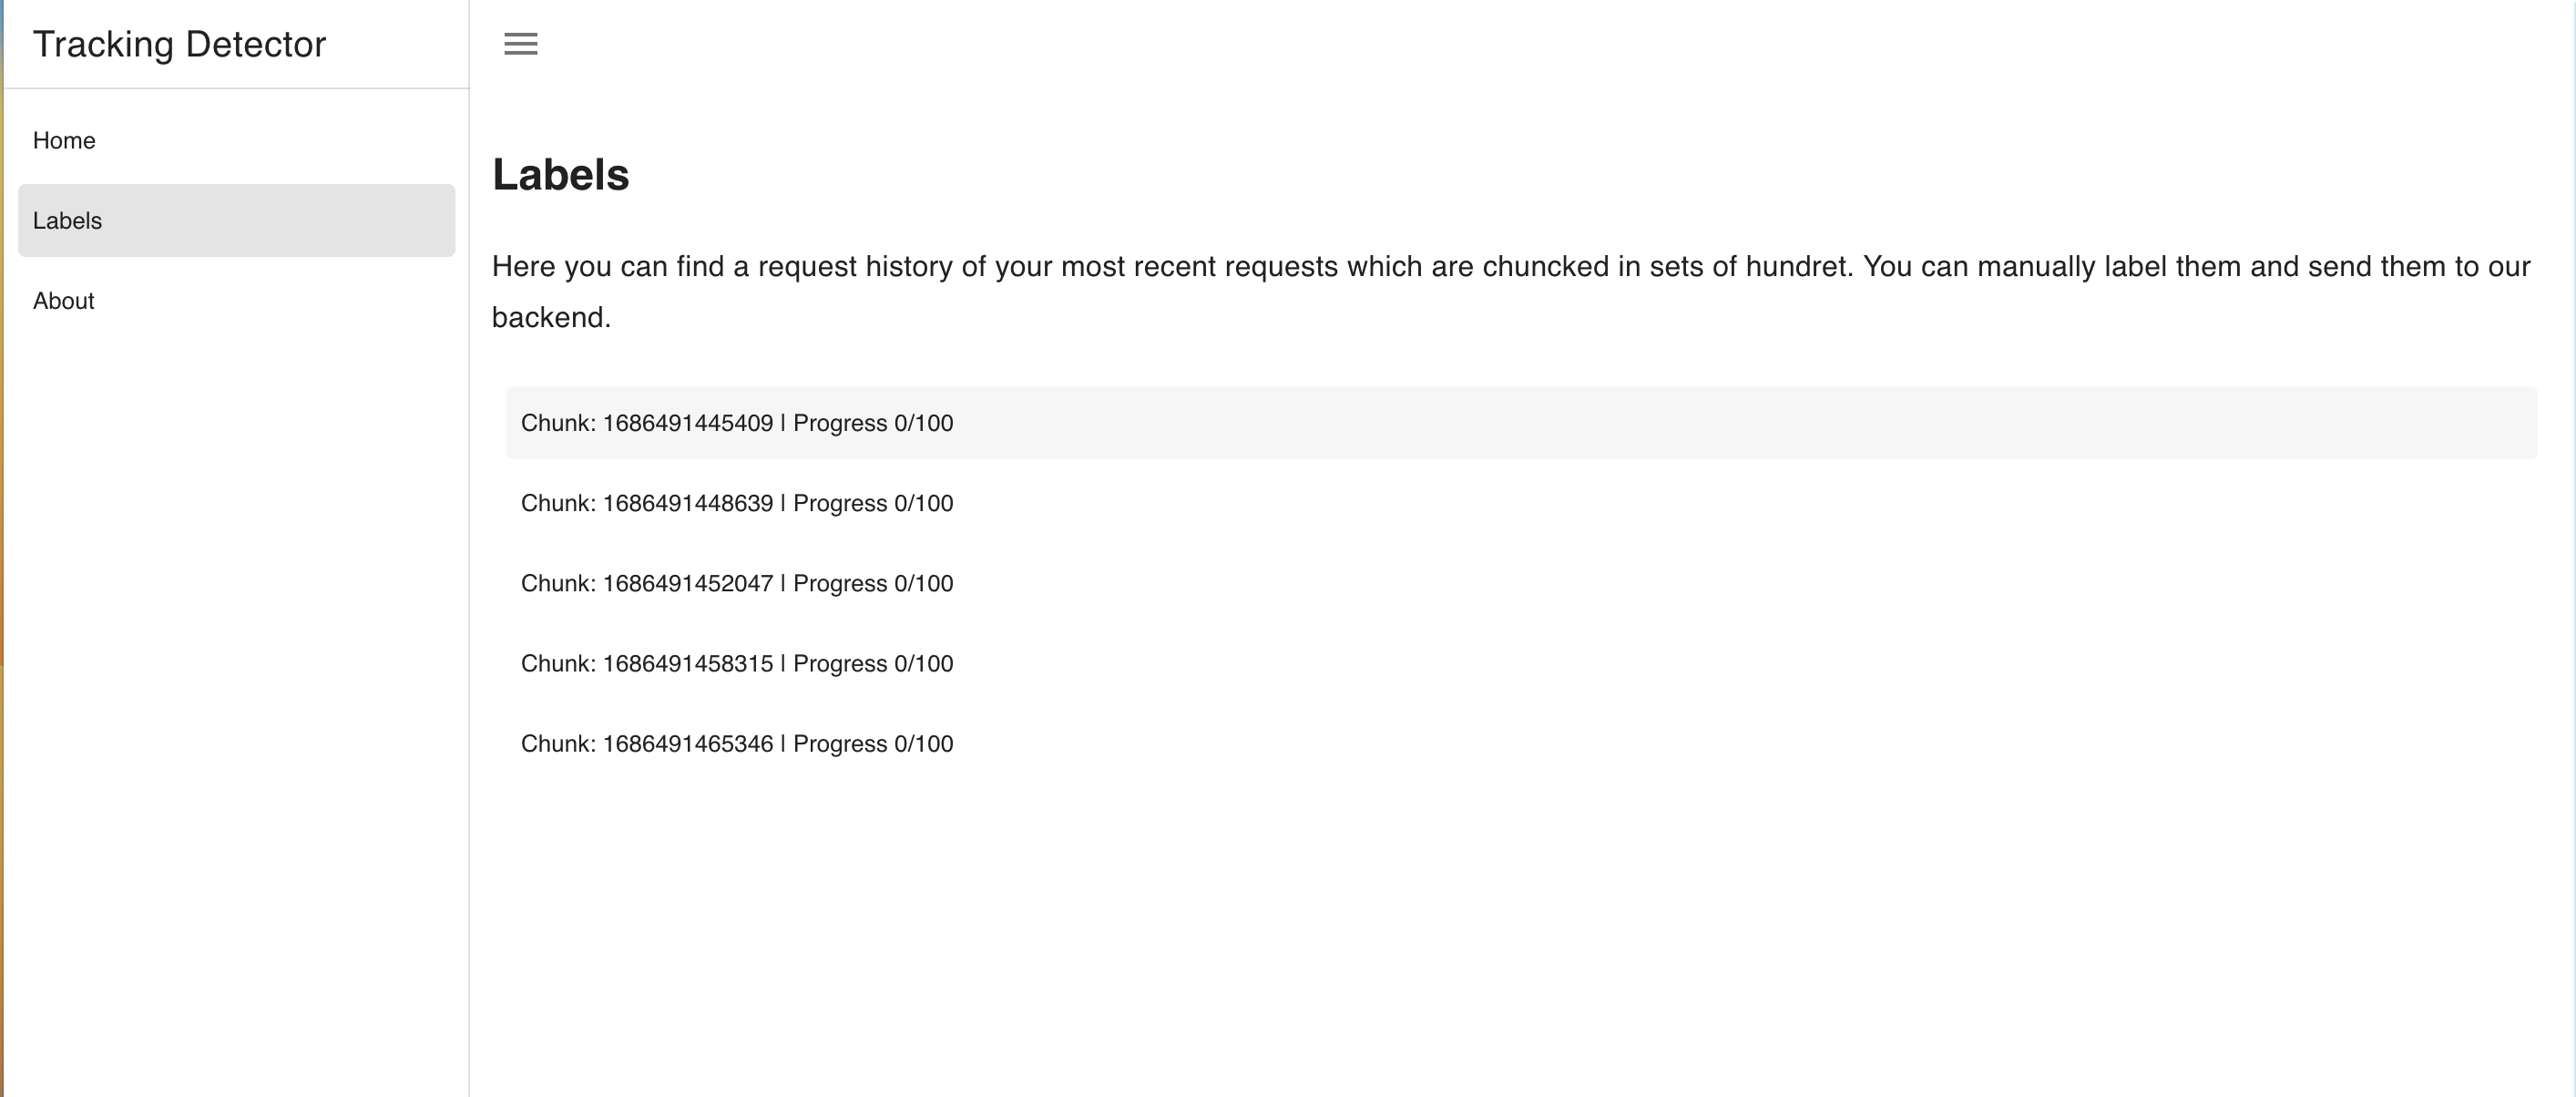 Tracking Detector
Home
Labels
About
Labels
Here you can find a request history of your most recent requests which are chuncked in sets of hundret. You can manually label them and send them to our
backend.
Chunk: 1686491445409 | Progress 0/100
Chunk: 1686491448639 | Progress 0/100
Chunk: 1686491452047 | Progress 0/100
Chunk: 1686491458315 | Progress 0/100
Chunk: 1686491465346 | Progress 0/100